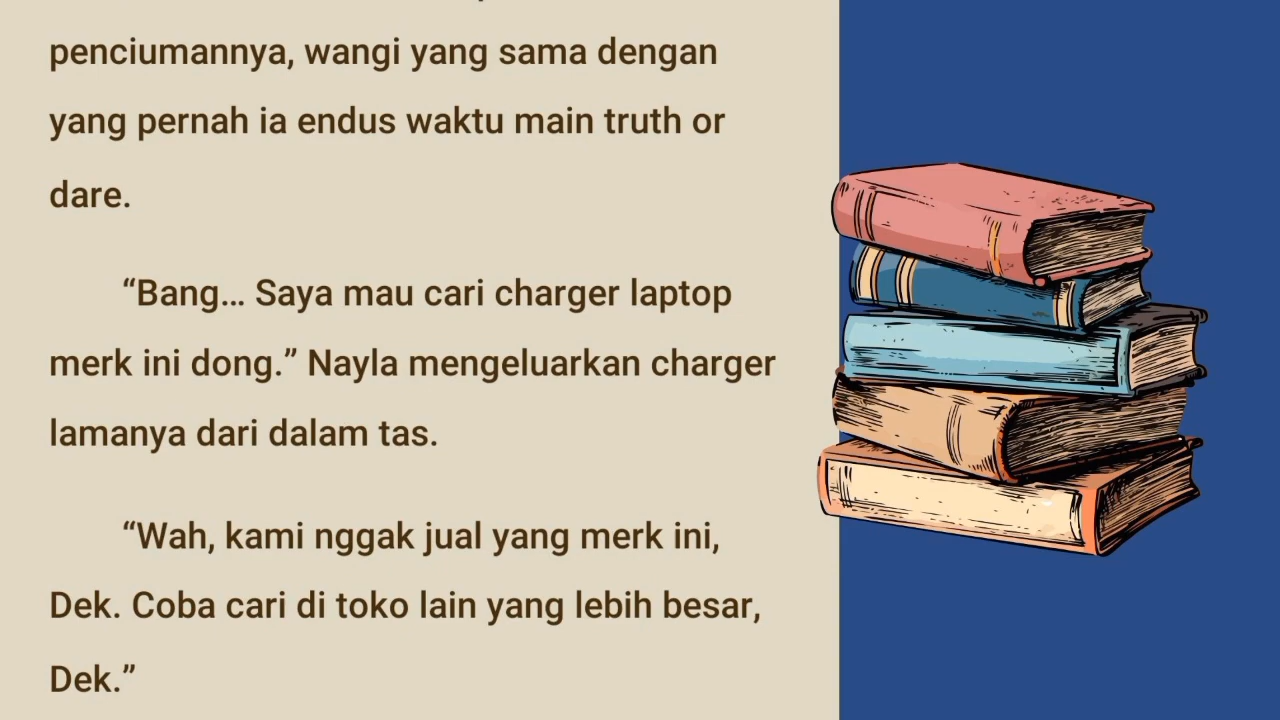 penciumannya, wangi yang sama dengan
yang pernah ia endus waktu main truth or
dare.
“Bang... Saya mau cari charger laptop
merk ini dong.” Nayla mengeluarkan charger
lamanya dari dalam tas.
“Wah, kami nggak jual yang merk ini,
Dek. Coba cari di toko lain yang lebih besar,
Dek.”